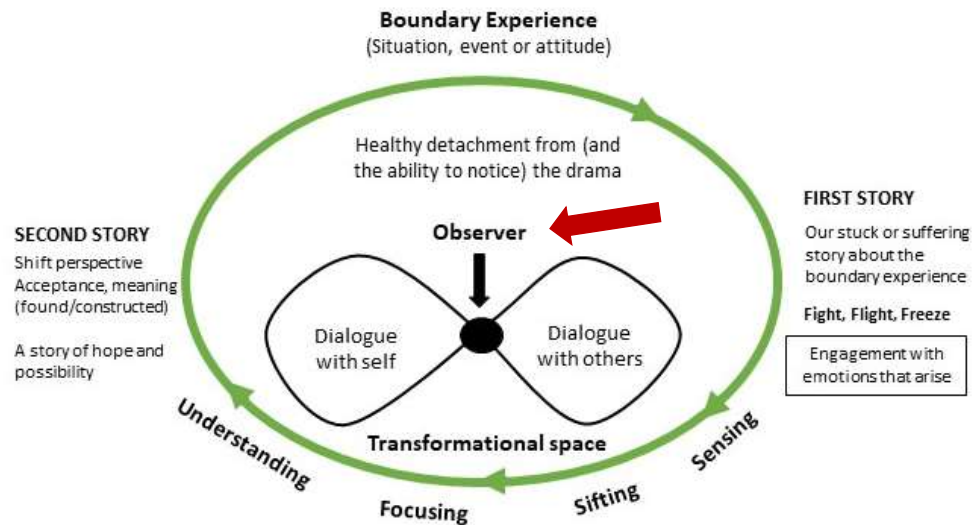 Boundary Experience
(Situation, event or attitude)
Healthy detachment from (and
the ability to notice) the drama
Observer
FIRST STORY
Our stuck or suffering
story about the
boundary experience
Fight, Flight, Freeze
Engagement with
emotions that arise
SECOND STORY
Shift perspective
Acceptance, meaning
(found/constructed)
A story of hope and
possibility
Dialogue
with self
Dialogue
with others
Transformational space
Sensing
Sifting
Focusing
Understanding